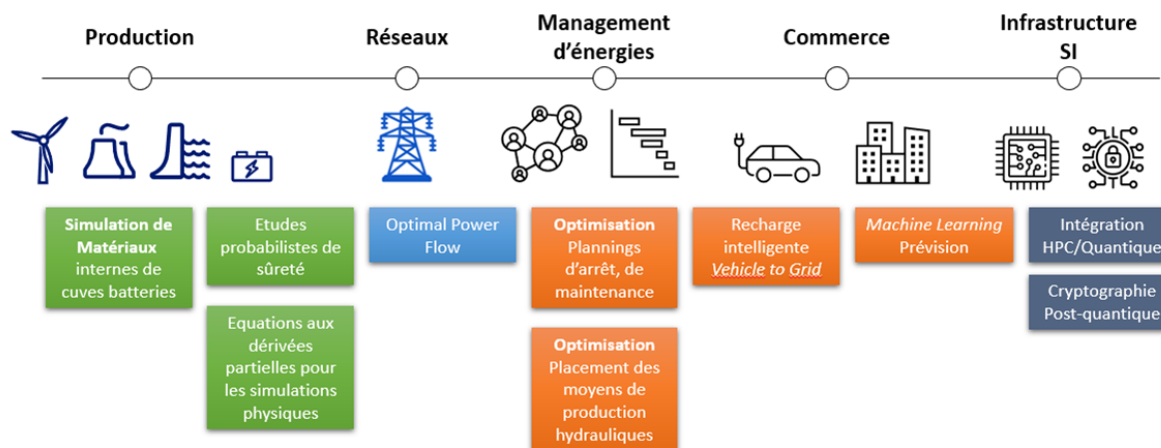 Production
Réseaux
Management
d'énergies
Commerce
Infrastructure
SI
Simulation de
Matériaux
internes de
cuves batteries
Etudes
probabilistes de
sûreté
Equations aux
dérivées
partielles pour
les simulations
physiques
Optimal Power
Flow
Optimisation
Plannings
d'arrêt, de
maintenance
Optimisation
Placement des
moyens de
production
hydrauliques
Recharge
intelligente
Vehicle to Grid
Machine Learning
Prévision
Intégration
HPC/Quantique
Cryptographie
Post-quantique